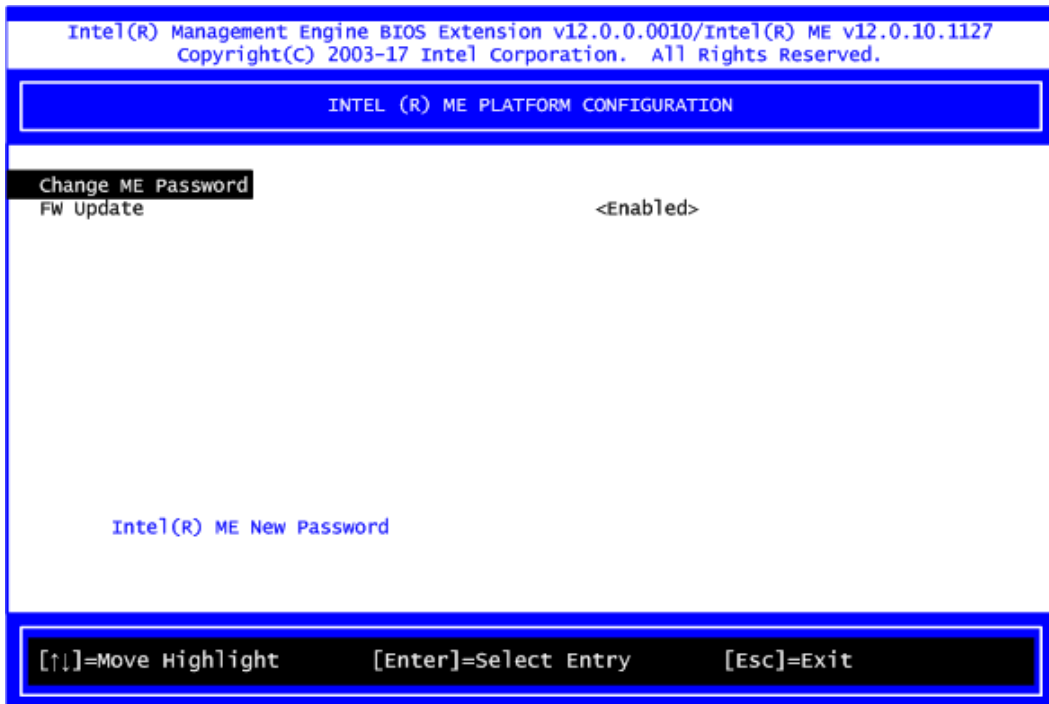 Intel(R) Management Engine BIOS Extension v12.0.0.0010/Intel(R) ME v12.0.10.1127
Copyright(C) 2003-17 Intel Corporation. All Rights Reserved.
INTEL (R) ME PLATFORM CONFIGURATION
Change ME Password
FW Update <Enabled>
Intel(R) ME New Password
[↑↓]=Move Highlight [Enter]=Select Entry [Esc]=Exit